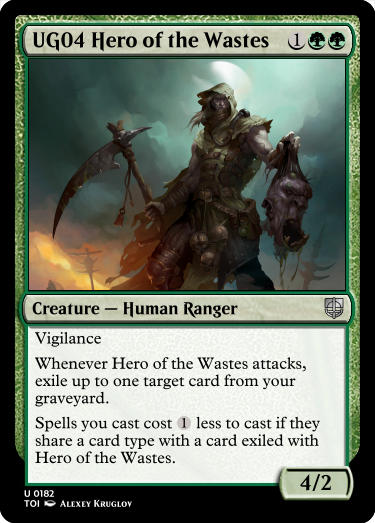 UG04 Hero of the Wastes 1
Creature — Human Ranger
Vigilance
Whenever Hero of the Wastes attacks,
exile up to one target card from your
graveyard.
Spells you cast cost 1 less to cast if they
share a card type with a card exiled with
Hero of the Wastes.
4/2
U 0182
TOI Alexey Kruglov